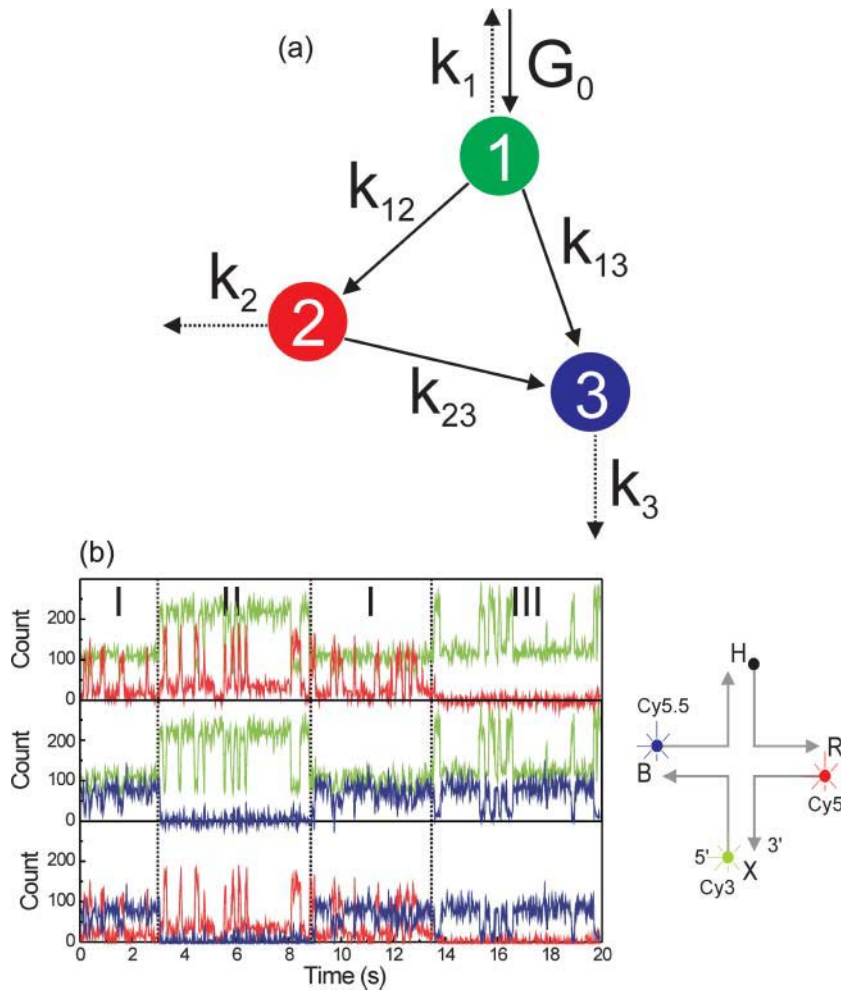 (a)
k₁
G₀
1
k₁₂
k₁₃
k₂
2
k₂₃
3
k₃
(b)
I II I III
Count
200
100
0
Count
200
100
0
Count
200
100
0
0 2 4 6 8 10 12 14 16 18 20
Time (s)
H
Cy5.5
R
B
Cy5
5' X 3'
Cy3